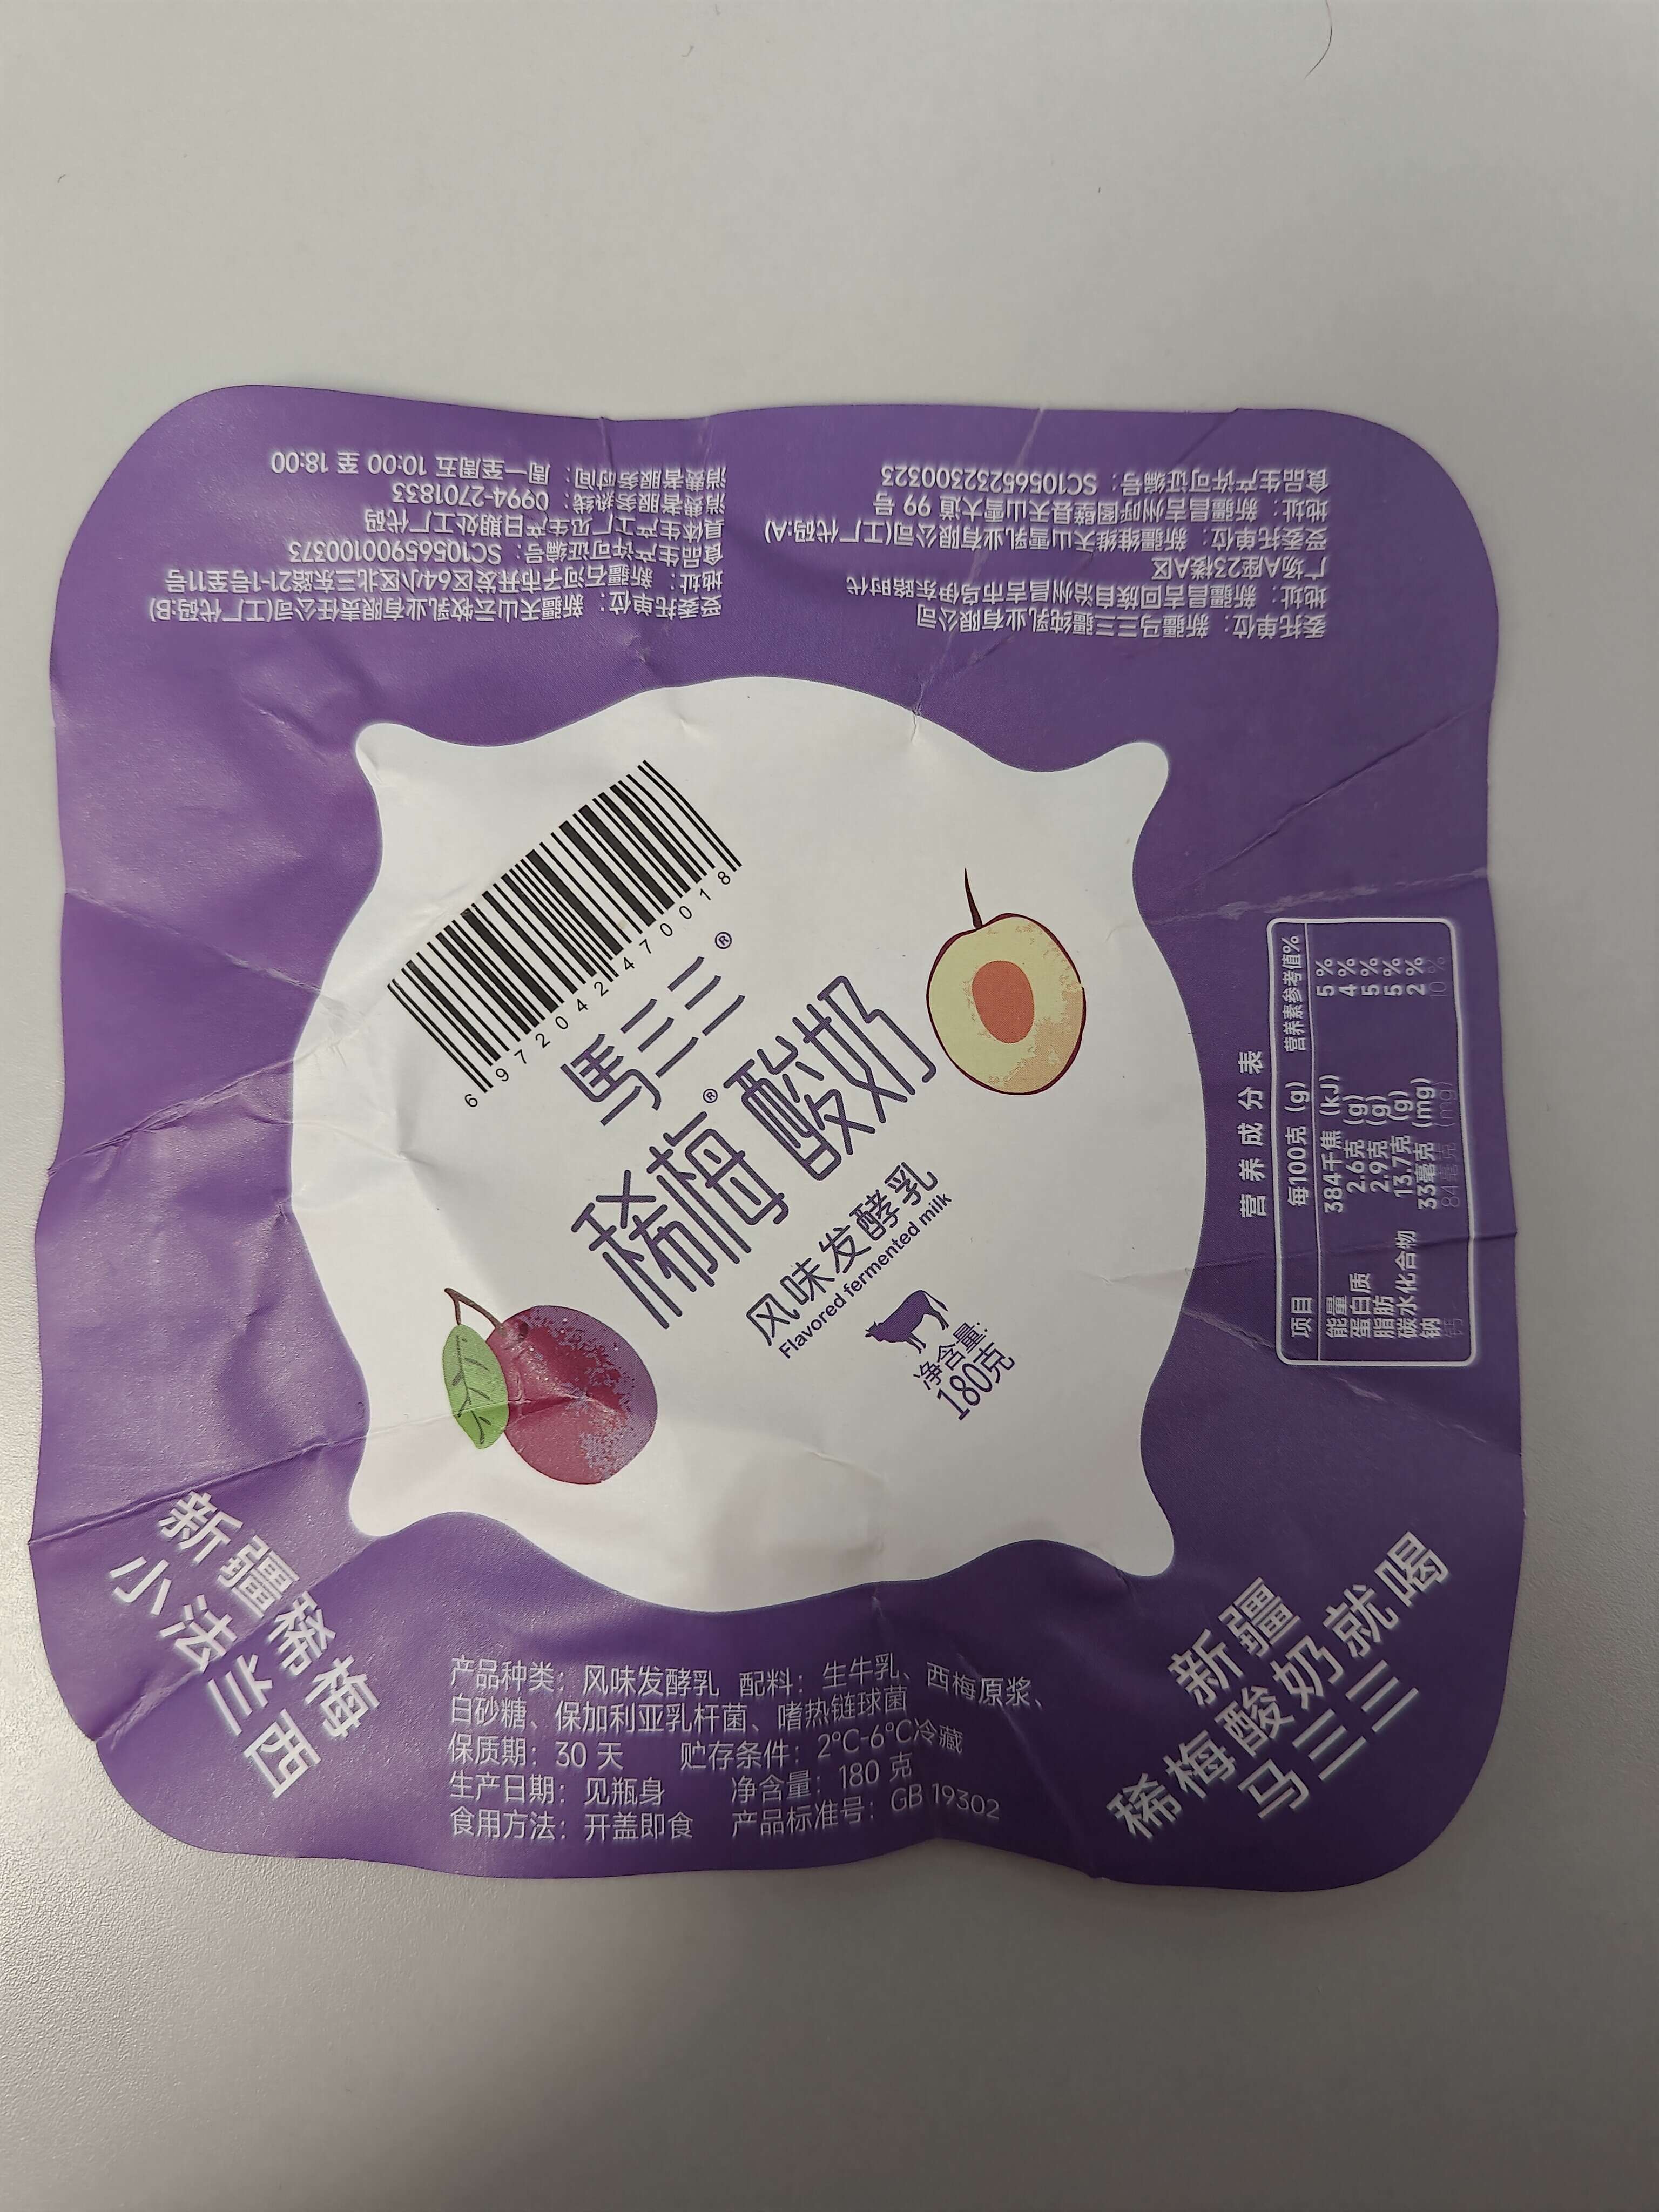 6972042470018
馬三三®
稀梅®酸奶
风味发酵乳
Flavored fermented milk
净含量:
180克
新疆稀梅
小法兰西
产品种类：风味发酵乳 配料：生牛乳、西梅原浆、
白砂糖、保加利亚乳杆菌、嗜热链球菌
保质期：30 天 贮存条件：2°C-6°C冷藏
生产日期：见瓶身 净含量：180 克
食用方法：开盖即食 产品标准号：GB 19302
新疆
稀梅酸奶就喝
马三三
营养成分表
项目 每100克 (g) 营养素参考值%
能量 384千焦 (kJ) 5%
蛋白质 2.6克 (g) 4%
脂肪 2.9克 (g) 5%
碳水化合物 13.7克 (g) 5%
钠 33毫克 (mg) 2%
钙 84毫克 (mg) 10%
委托单位：新疆马三三疆纯乳业有限公司
地址：新疆昌吉回族自治州昌吉市乌伊东路时代
广场A座23楼A区
受委托单位：新疆维维天山雪乳业有限公司(工厂代码:A)
地址：新疆昌吉州呼图壁县天山雪大道 99 号
食品生产许可证编号：SC10565232300323
受委托单位：新疆天山云牧乳业有限责任公司(工厂代码:B)
地址：新疆石河子市开发区64小区北三东路21-1号至11号
食品生产许可证编号：SC10565900100373
具体生产工厂见生产日期处工厂代码
消费者服务热线：0994-2701833
消费者服务时间：周一至周五 10:00 至 18:00